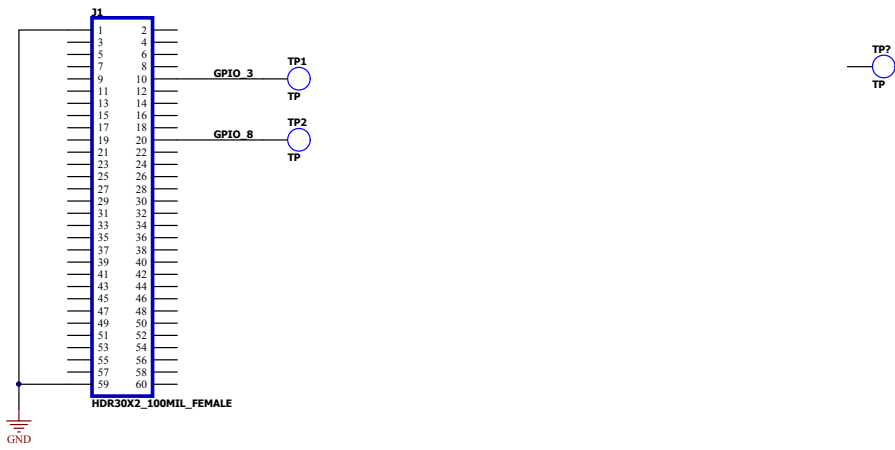 J1
1 2
3 4
5 6
7 8
9 10
11 12
13 14
15 16
17 18
19 20
21 22
23 24
25 26
27 28
29 30
31 32
33 34
35 36
37 38
39 40
41 42
43 44
45 46
47 48
49 50
51 52
53 54
55 56
57 58
59 60
HDR30X2_100MIL_FEMALE
GND
GPIO_3
TP1
TP
GPIO_8
TP2
TP
TP?
TP